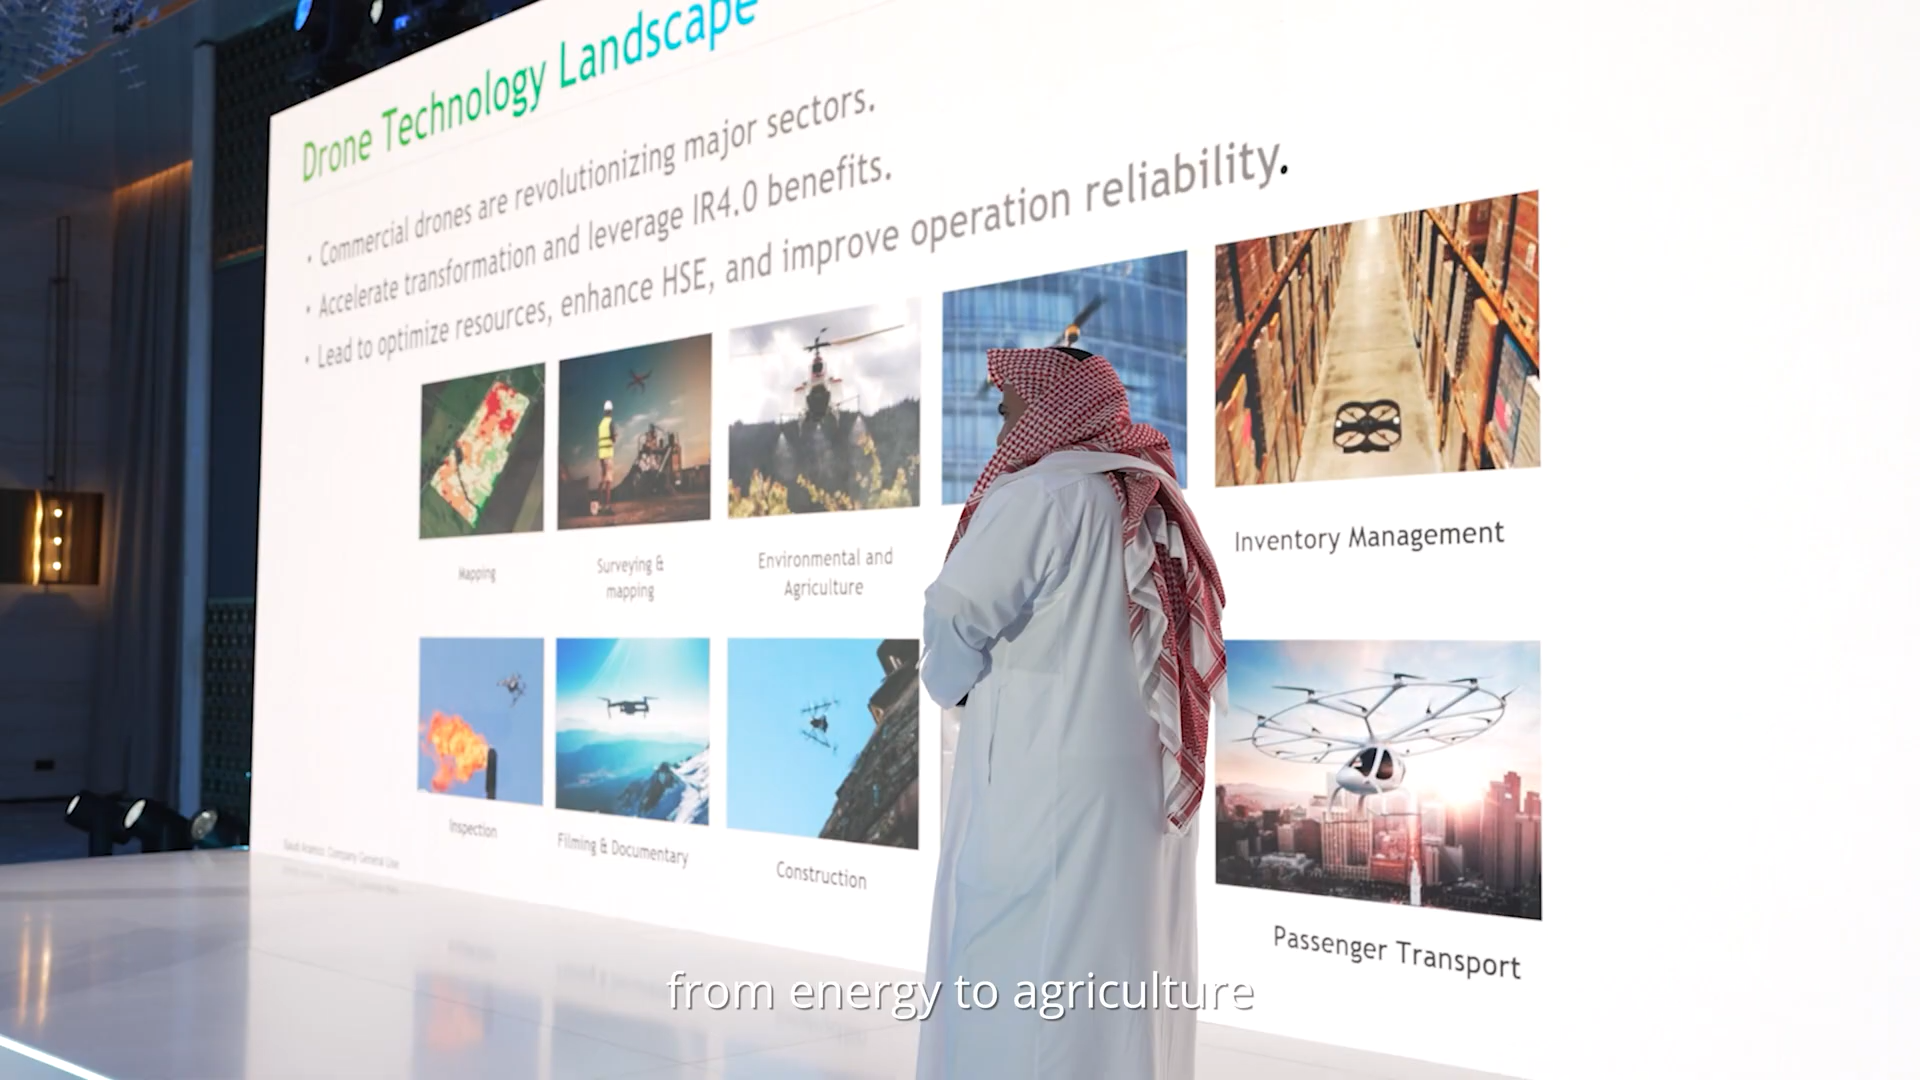 Drone Technology Landscape
• Commercial drones are revolutionizing major sectors.
• Accelerate transformation and leverage IR4.0 benefits.
• Lead to optimize resources, enhance HSE, and improve operation reliability.
Mapping
Surveying &
mapping
Environmental and
Agriculture
Inventory Management
Inspection
Filming & Documentary
Construction
Passenger Transport
Saudi Aramco: Company General Use
from energy to agriculture